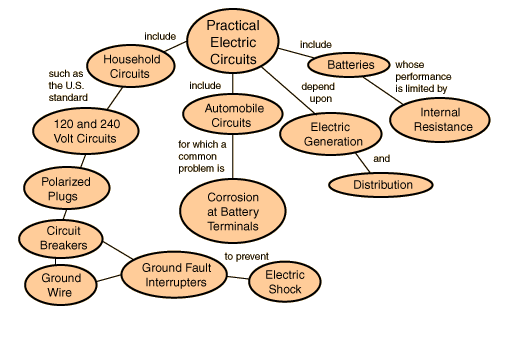 Practical
Electric
Circuits
include
Household
Circuits
such as
the U.S.
standard
120 and 240
Volt Circuits
Polarized
Plugs
Circuit
Breakers
Ground
Wire
Ground Fault
Interrupters
to prevent
Electric
Shock
include
Automobile
Circuits
for which a
common
problem is
Corrosion
at Battery
Terminals
depend
upon
Electric
Generation
and
Distribution
include
Batteries
whose
performance
is limited by
Internal
Resistance